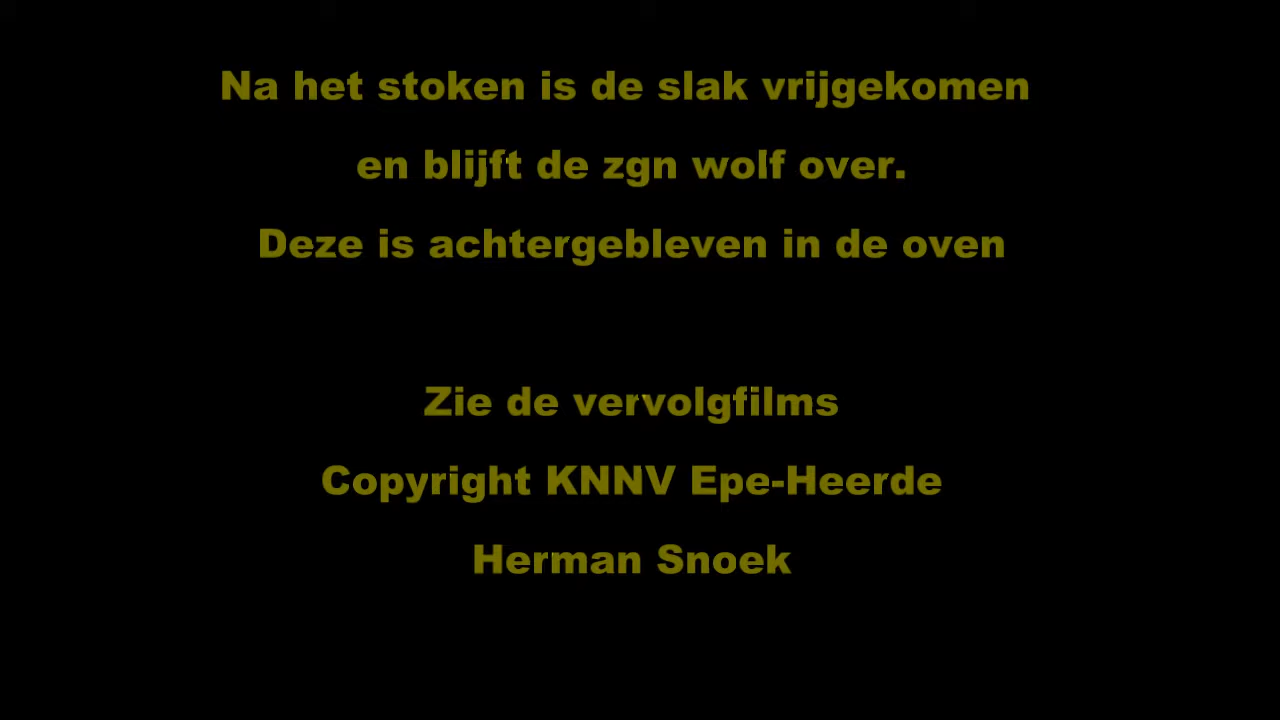 Na het stoken is de slak vrijgekomen
en blijft de zgn wolf over.
Deze is achtergebleven in de oven
Zie de vervolgfilms
Copyright KNNV Epe-Heerde
Herman Snoek